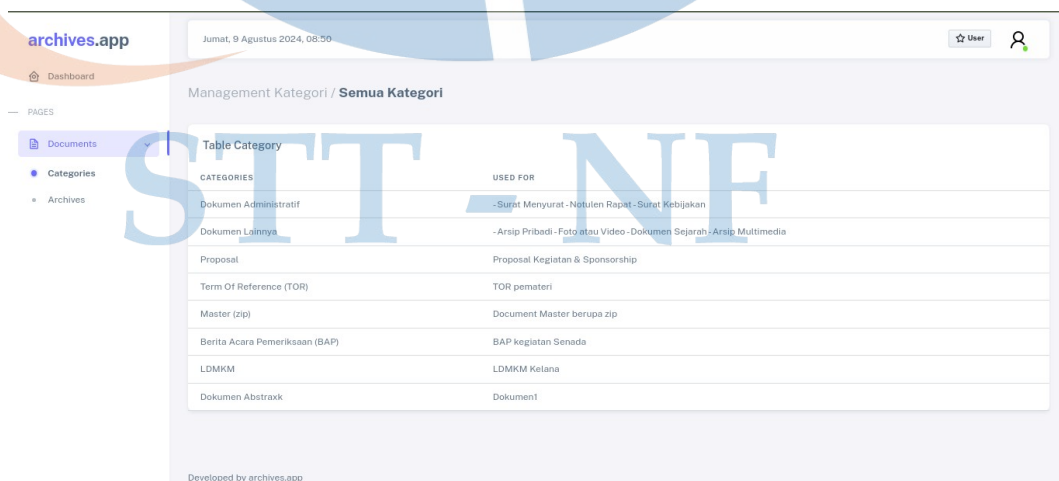 archives.app
Jumat, 9 Agustus 2024, 08:50
User
Dashboard
Management Kategori / Semua Kategori
PAGES
Documents
Categories
Archives
STT - NF
Table Category
CATEGORIES USED FOR
Dokumen Administratif -Surat Menyurat-Notulen Rapat-Surat Kebijakan
Dokumen Lainnya -Arsip Pribadi-Foto atau Video-Dokumen Sejarah-Arsip Multimedia
Proposal Proposal Kegiatan & Sponsorship
Term Of Reference (TOR) TOR pemateri
Master (zip) Document Master berupa zip
Berita Acara Pemeriksaan (BAP) BAP kegiatan Senada
LDMKM LDMKM Kelana
Dokumen Abstraxk Dokumen1
Developed by archives.app